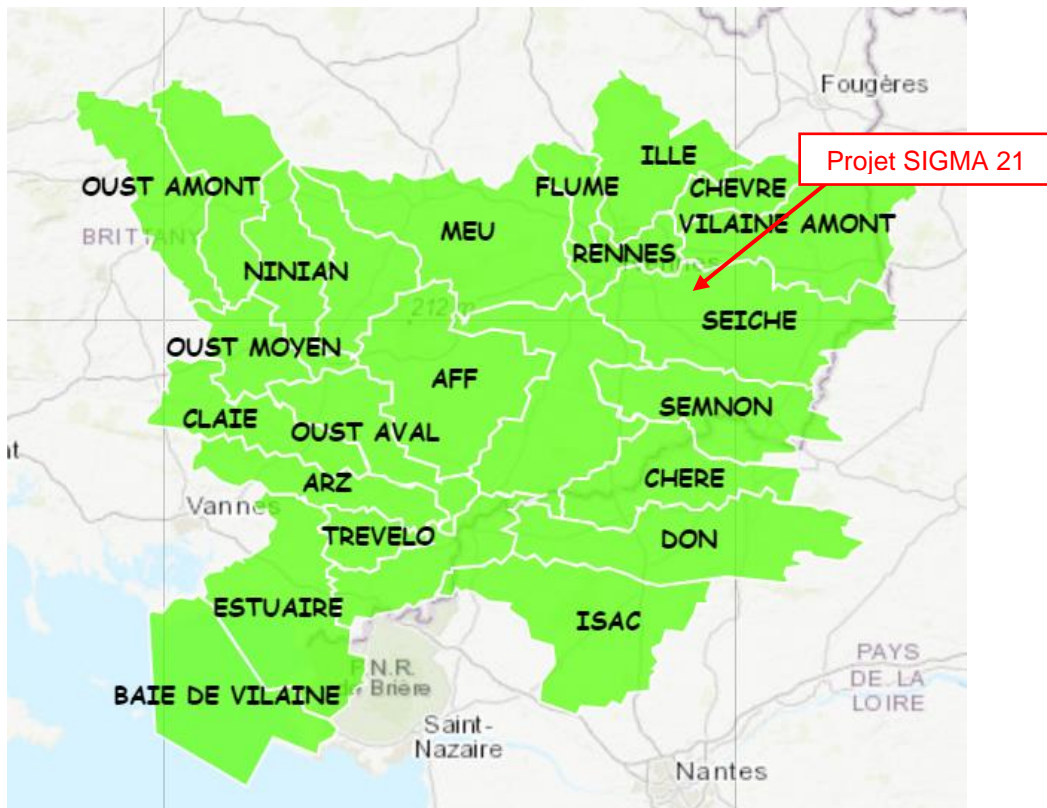 Fougères
Projet SIGMA 21
ILLE
OUST AMONT
FLUME
CHEVRE
VILAINE AMONT
BRITTANY
MEU
RENNES
Rennes
NINIAN
212 m
SEICHE
OUST MOYEN
AFF
SEMNON
CLAIE
OUST AVAL
CHERE
ARZ
Vannes
TREVELO
DON
ESTUAIRE
ISAC
P.N.R.
de Brière
PAYS
DE LA
LOIRE
BAIE DE VILAINE
Saint-
Nazaire
Nantes